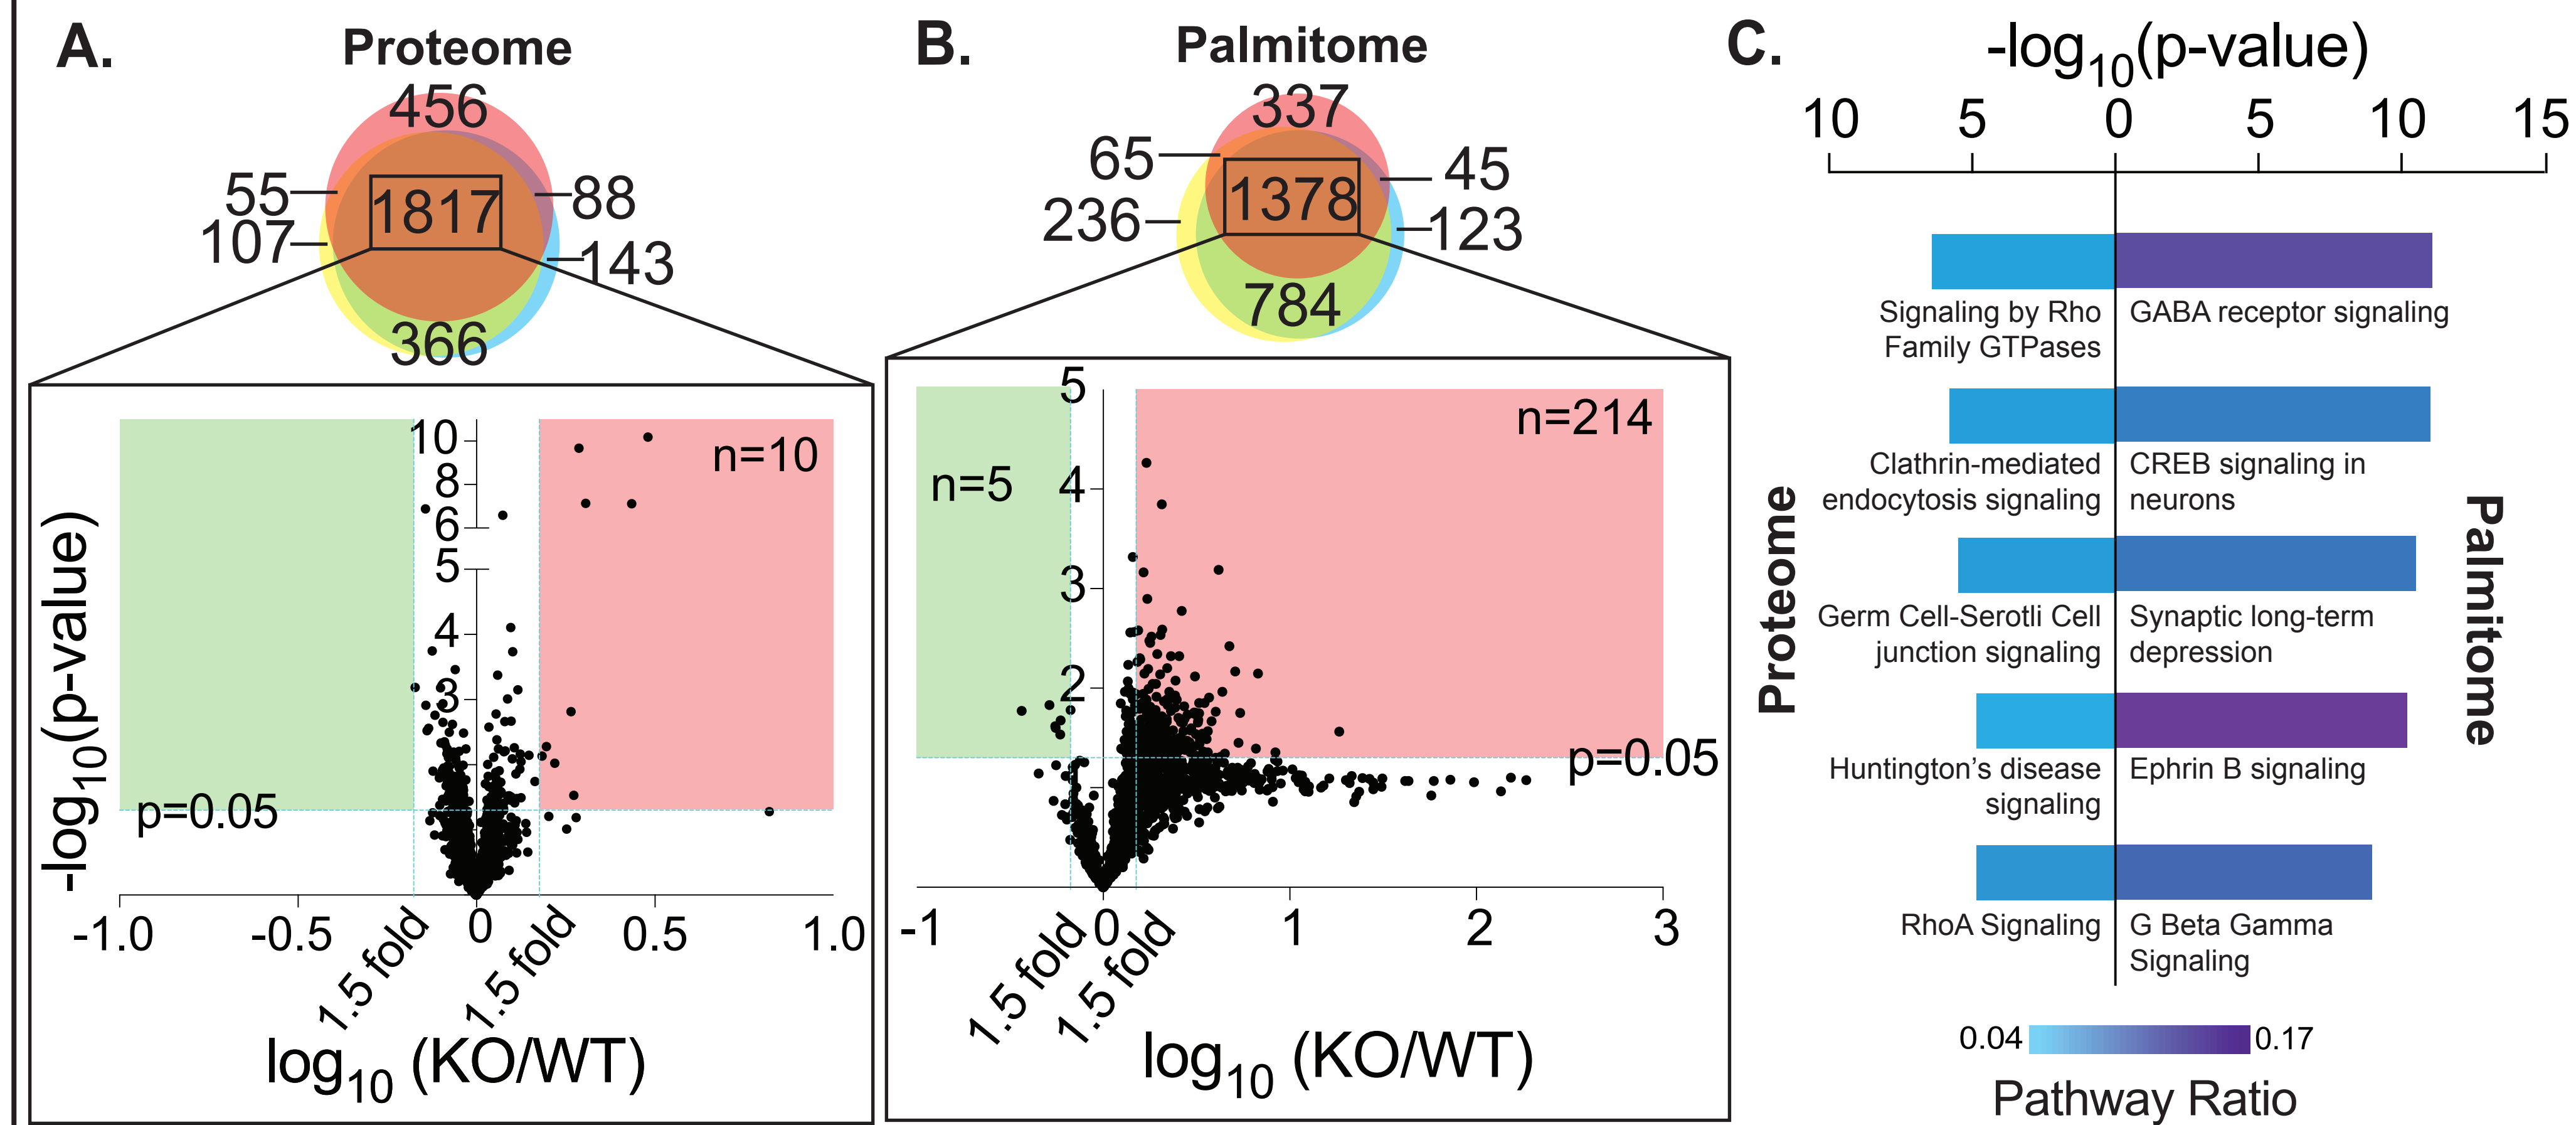 A.
Proteome
456
55
1817
88
107
143
366
10
n=10
8
6
5
4
3
p=0.05
-log10(p-value)
-1.0
-0.5
0
0.5
1.0
1.5 fold
1.5 fold
log10 (KO/WT)
B.
Palmitome
337
65
45
1378
236
123
784
5
n=214
n=5
4
3
2
p=0.05
-1
0
1
2
3
1.5 fold
1.5 fold
log10 (KO/WT)
C.
-log10(p-value)
10
5
0
5
10
15
Proteome
Signaling by Rho
Family GTPases
GABA receptor signaling
Clathrin-mediated
endocytosis signaling
CREB signaling in
neurons
Germ Cell-Serotli Cell
junction signaling
Synaptic long-term
depression
Huntington’s disease
signaling
Ephrin B signaling
RhoA Signaling
G Beta Gamma
Signaling
Palmitome
0.04
0.17
Pathway Ratio